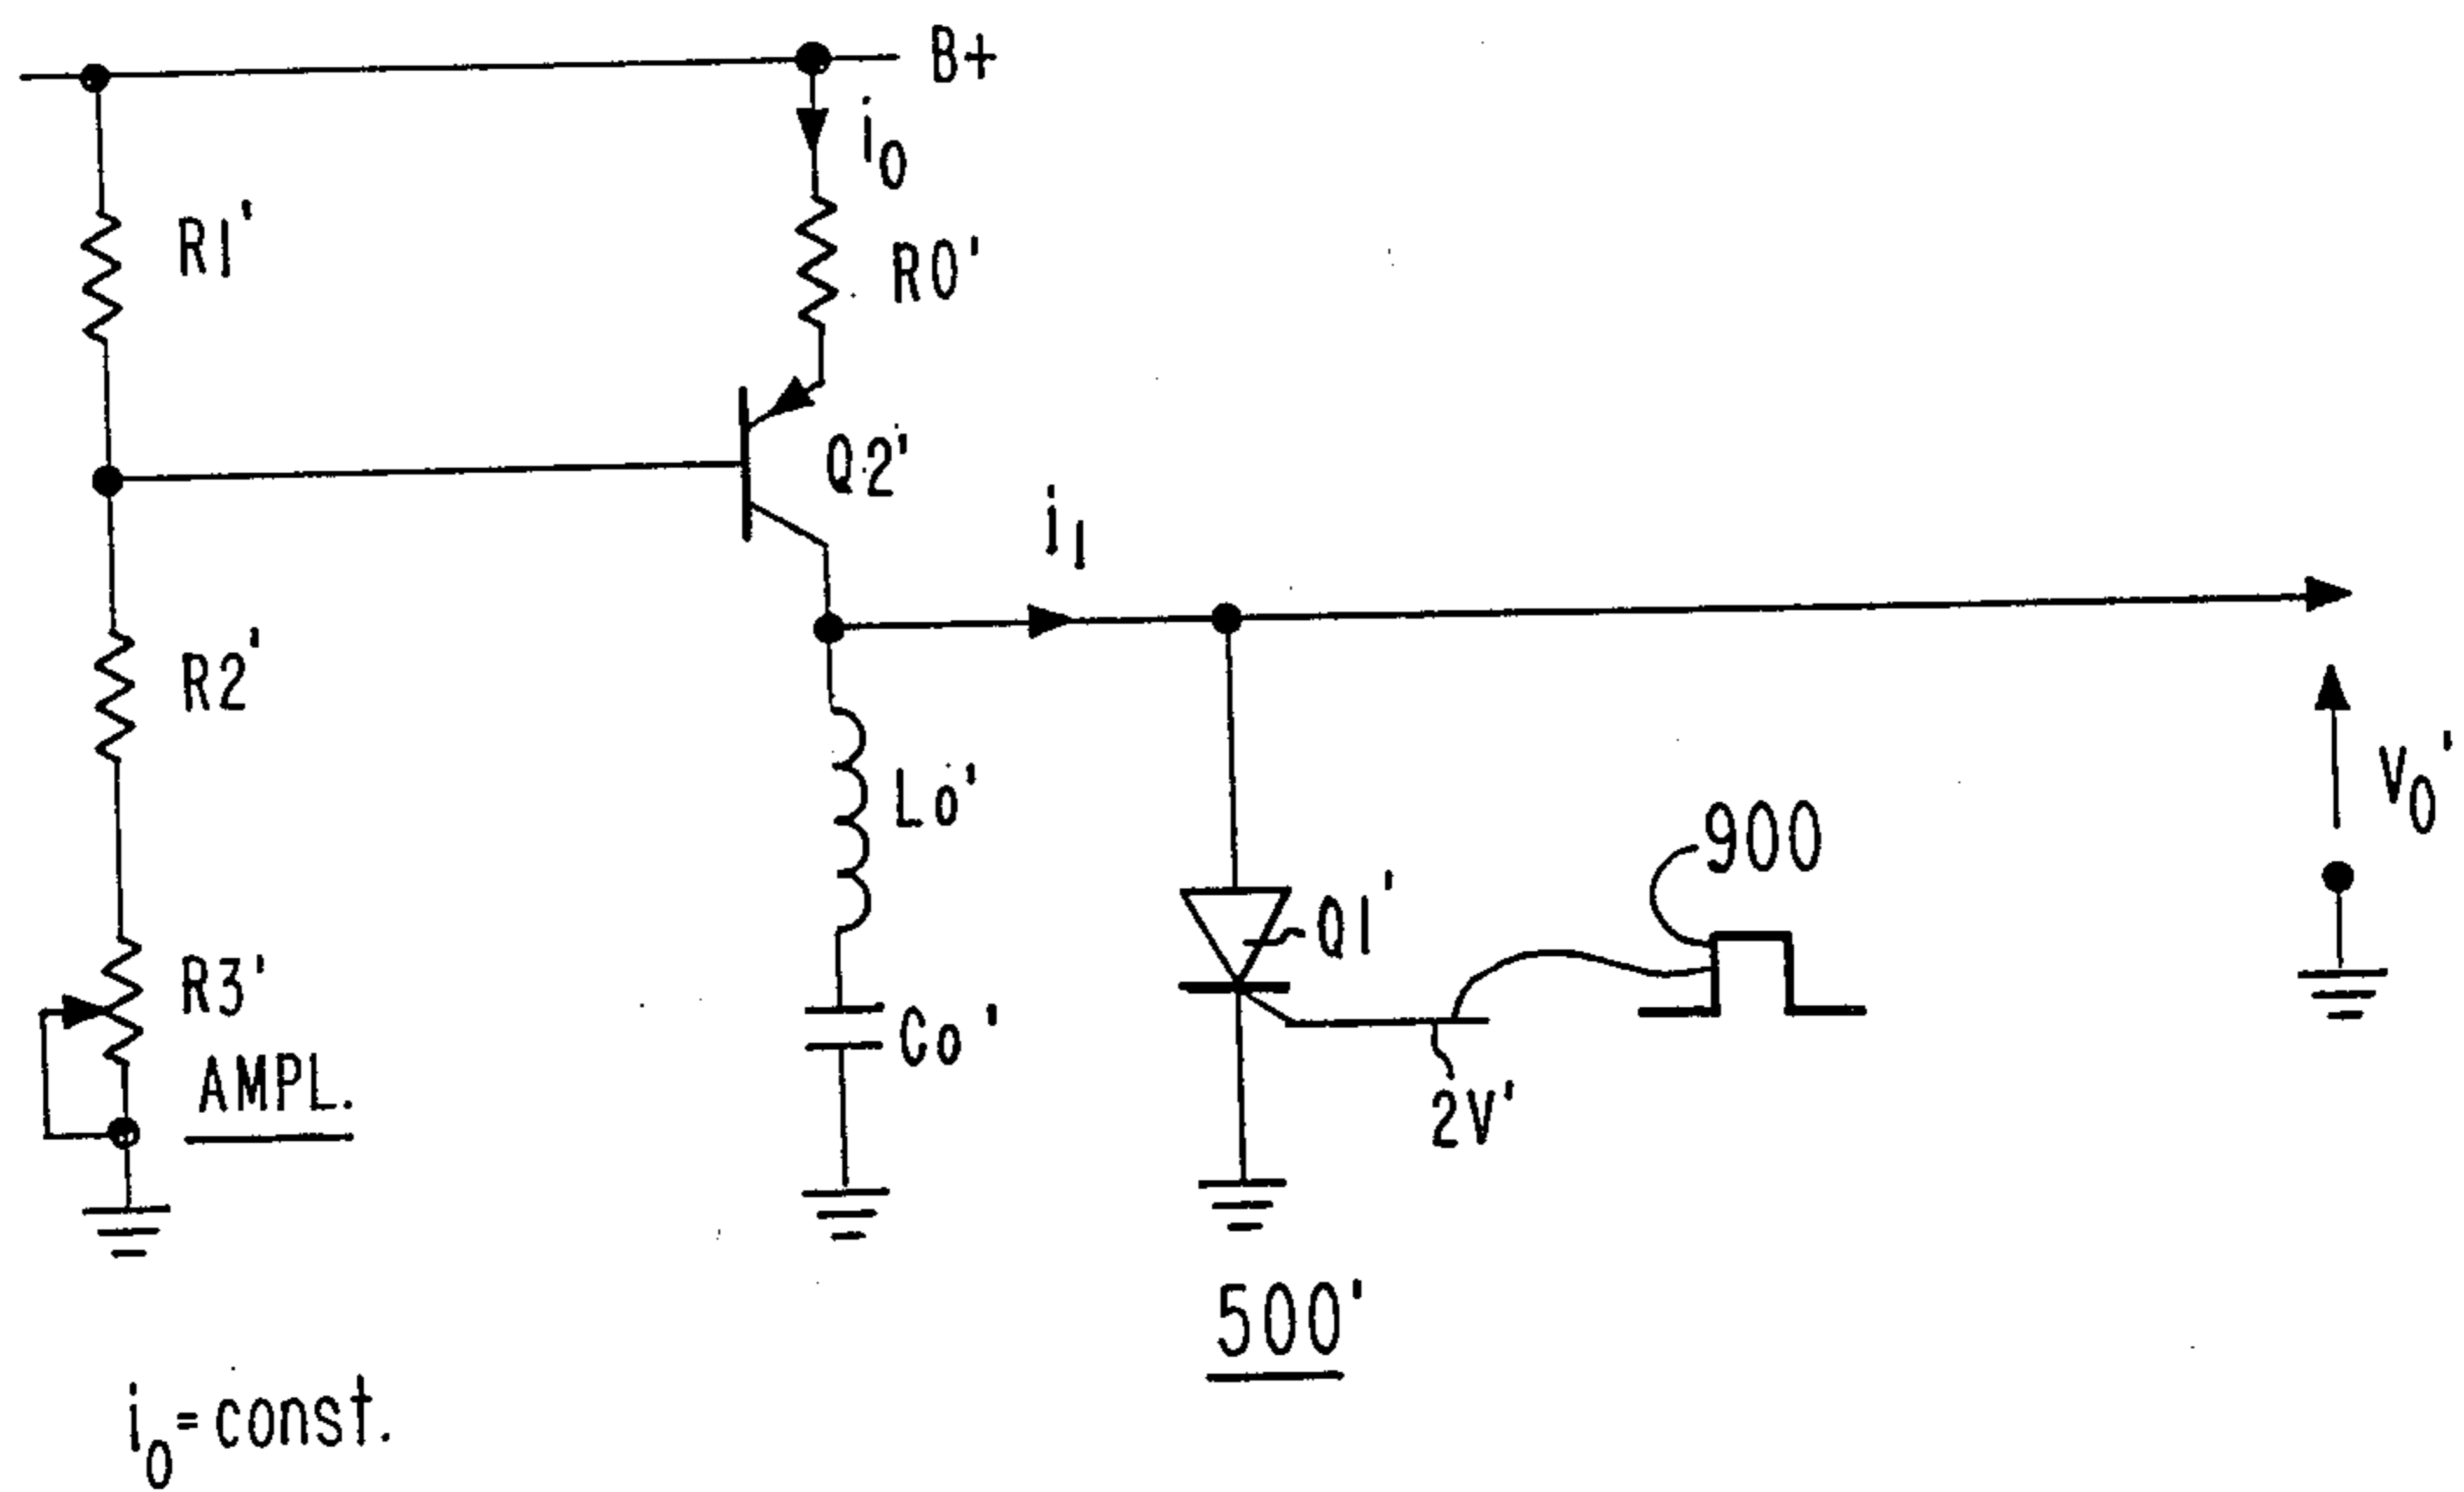 B+
i0
R1'
R0'
Q2'
i1
R2'
Lo'
V0'
900
Q1'
R3'
Co'
AMPL.
2V'
500'
i0=const.